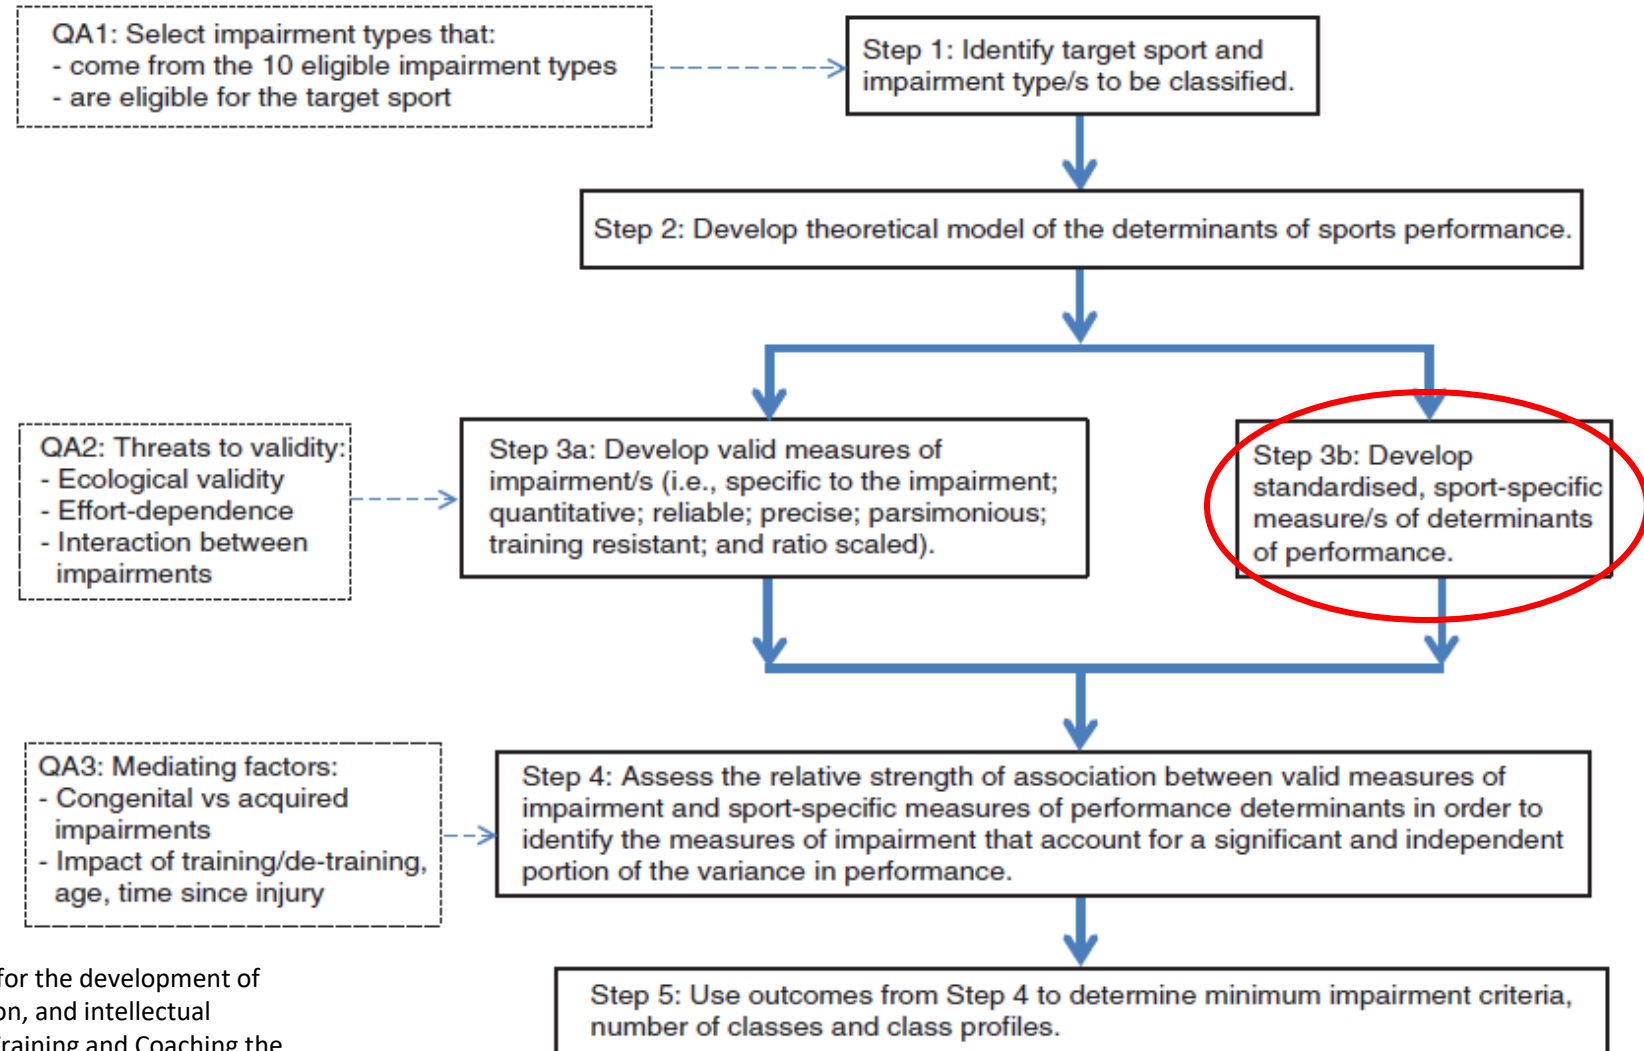 QA1: Select impairment types that:
- come from the 10 eligible impairment types
- are eligible for the target sport
Step 1: Identify target sport and
impairment type/s to be classified.
Step 2: Develop theoretical model of the determinants of sports performance.
QA2: Threats to validity:
- Ecological validity
- Effort-dependence
- Interaction between
impairments
Step 3a: Develop valid measures of
impairment/s (i.e., specific to the impairment;
quantitative; reliable; precise; parsimonious;
training resistant; and ratio scaled).
Step 3b: Develop
standardised, sport-specific
measure/s of determinants
of performance.
QA3: Mediating factors:
- Congenital vs acquired
impairments
- Impact of training/de-training,
age, time since injury
Step 4: Assess the relative strength of association between valid measures of
impairment and sport-specific measures of performance determinants in order to
identify the measures of impairment that account for a significant and independent
portion of the variance in performance.
for the development of
on, and intellectual
Training and Coaching the
Step 5: Use outcomes from Step 4 to determine minimum impairment criteria,
number of classes and class profiles.